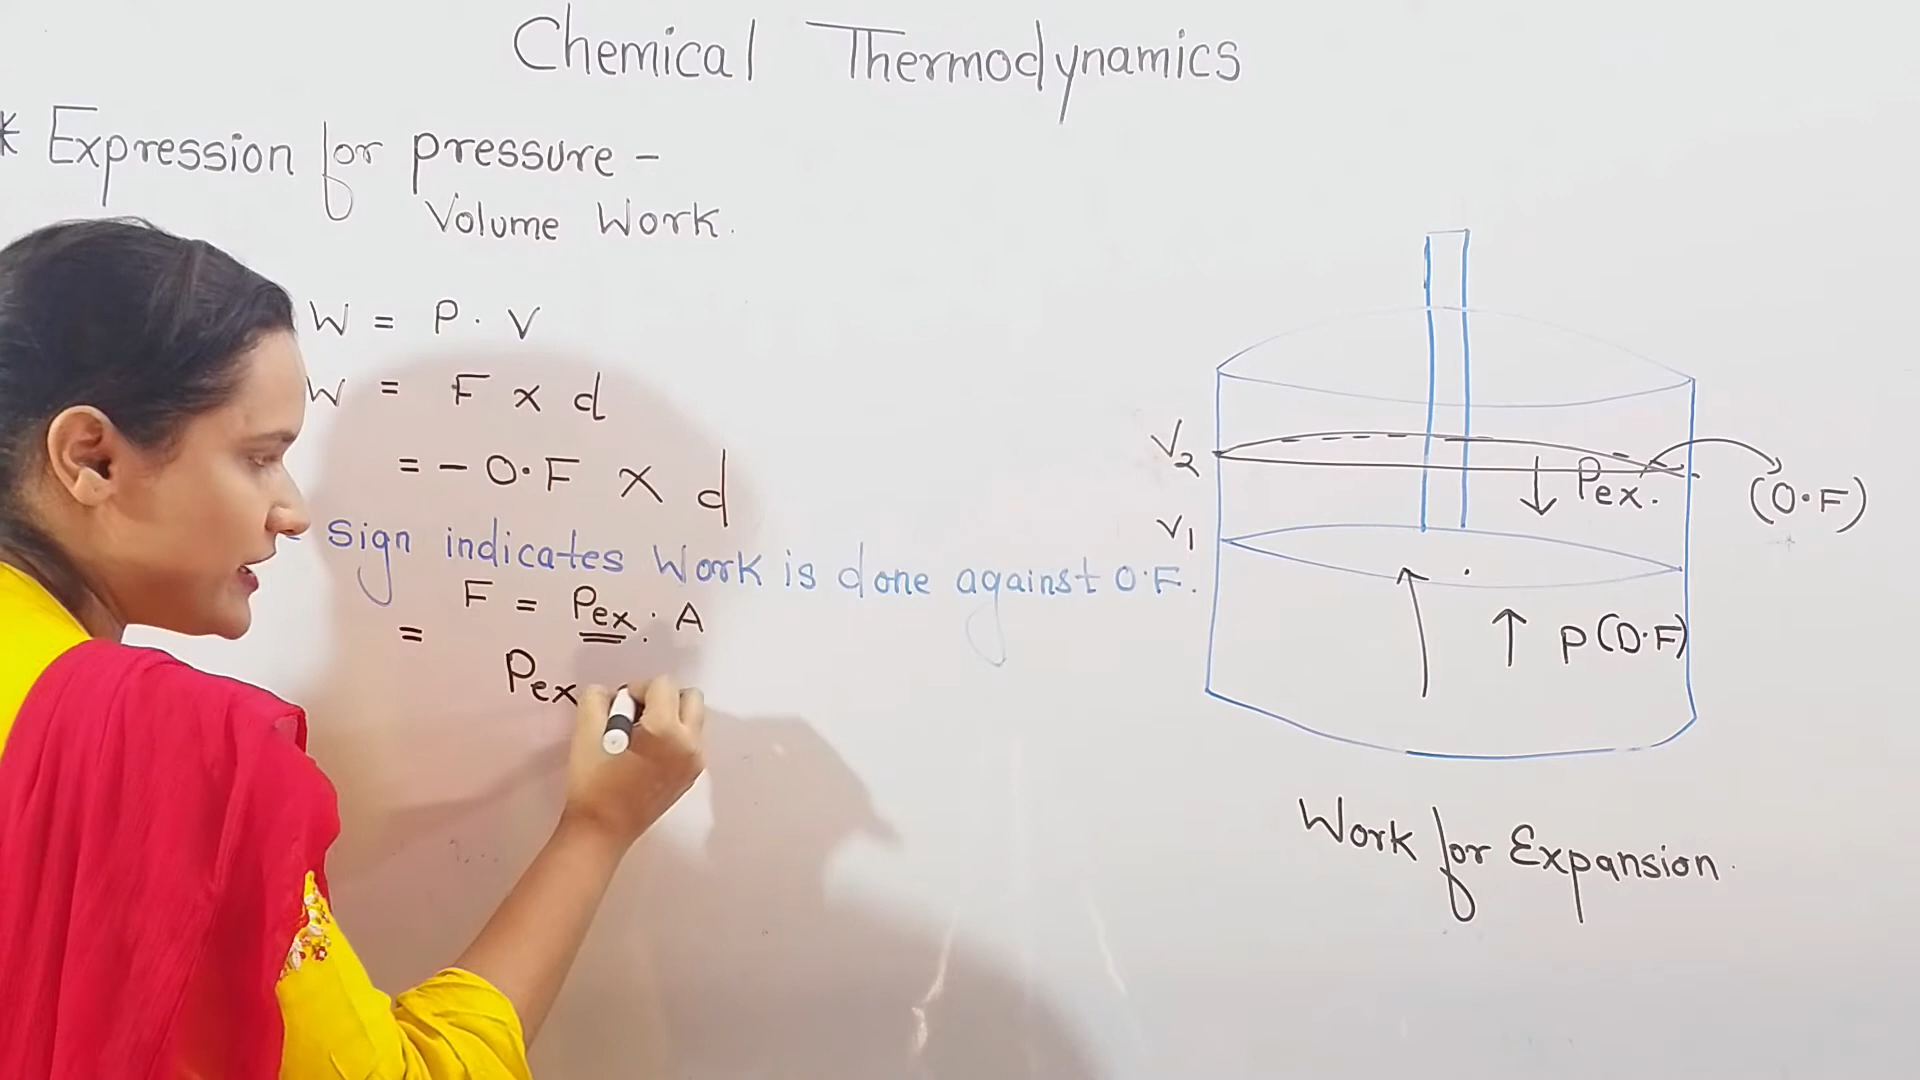 Chemical Thermodynamics
* Expression for pressure -
Volume Work.
W = P · V
W = F × d
= - O·F × d
- Sign indicates Work is done against O·F.
F = Pex · A
=
Pex
V2
Pex.
(O·F)
V1
P(D·F)
Work for Expansion.